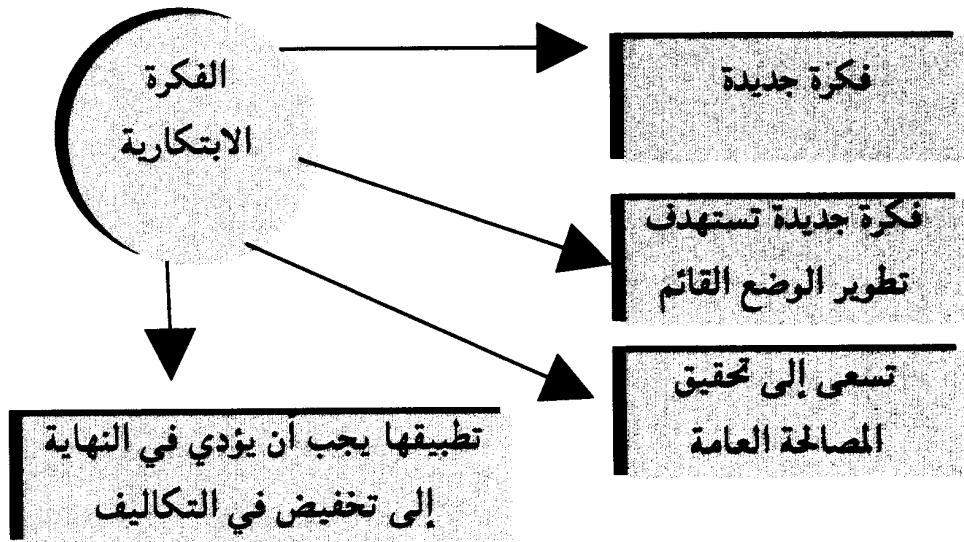 الفكرة
الابتكارية
فكرة جديدة
فكرة جديدة تستهدف
تطوير الوضع القائم
تسعى إلى تحقيق
المصالحة العامة
تطبيقها يجب أن يؤدي في النهاية
إلى تخفيض في التكاليف